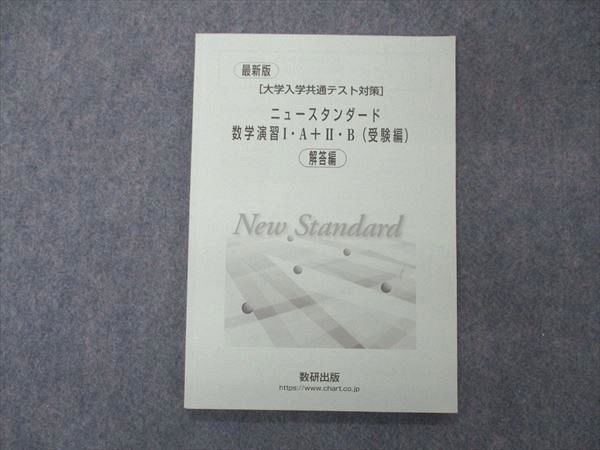 最新版
[大学入学共通テスト対策]
ニュースタンダード
数学演習Ⅰ・A＋Ⅱ・B（受験編）
解答編
New Standard
数研出版
https://www.chart.co.jp